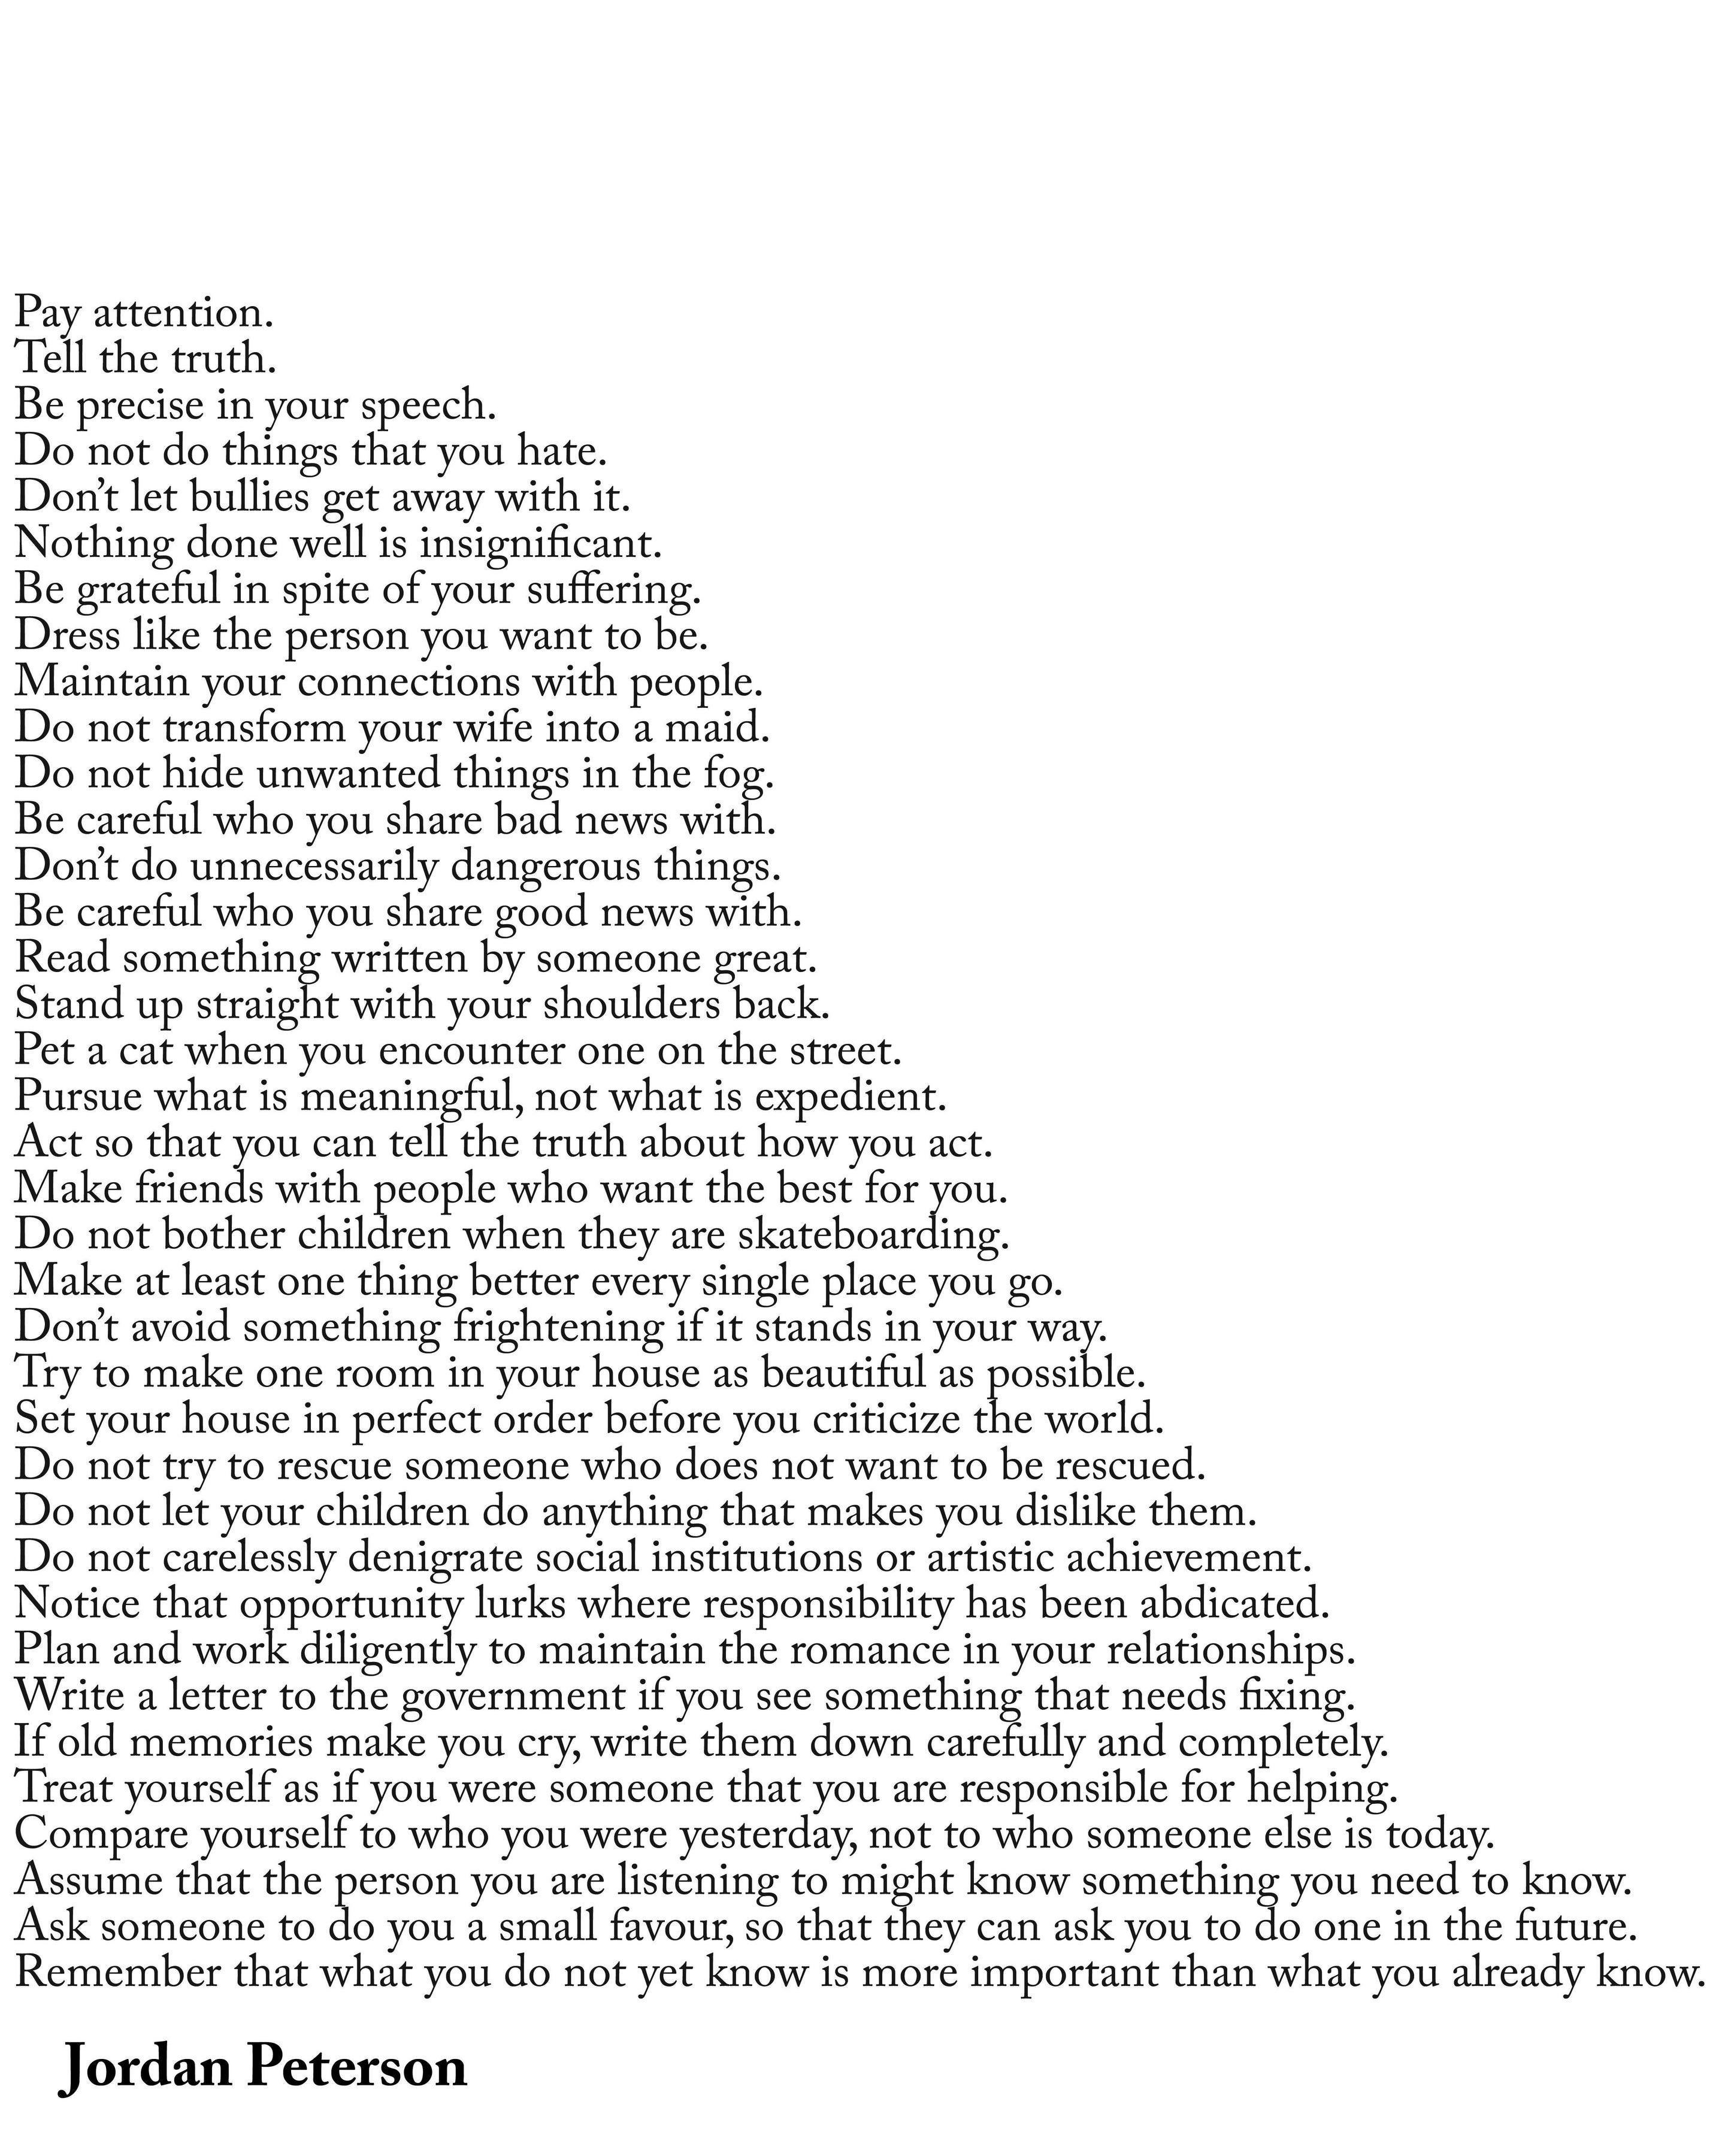 Pay attention.
Tell the truth.
Be precise in your speech.
Do not do things that you hate.
Don’t let bullies get away with it.
Nothing done well is insignificant.
Be grateful in spite of your suffering.
Dress like the person you want to be.
Maintain your connections with people.
Do not transform your wife into a maid.
Do not hide unwanted things in the fog.
Be careful who you share bad news with.
Don’t do unnecessarily dangerous things.
Be careful who you share good news with.
Read something written by someone great.
Stand up straight with your shoulders back.
Pet a cat when you encounter one on the street.
Pursue what is meaningful, not what is expedient.
Act so that you can tell the truth about how you act.
Make friends with people who want the best for you.
Do not bother children when they are skateboarding.
Make at least one thing better every single place you go.
Don’t avoid something frightening if it stands in your way.
Try to make one room in your house as beautiful as possible.
Set your house in perfect order before you criticize the world.
Do not try to rescue someone who does not want to be rescued.
Do not let your children do anything that makes you dislike them.
Do not carelessly denigrate social institutions or artistic achievement.
Notice that opportunity lurks where responsibility has been abdicated.
Plan and work diligently to maintain the romance in your relationships.
Write a letter to the government if you see something that needs fixing.
If old memories make you cry, write them down carefully and completely.
Treat yourself as if you were someone that you are responsible for helping.
Compare yourself to who you were yesterday, not to who someone else is today.
Assume that the person you are listening to might know something you need to know.
Ask someone to do you a small favour, so that they can ask you to do one in the future.
Remember that what you do not yet know is more important than what you already know.
Jordan Peterson